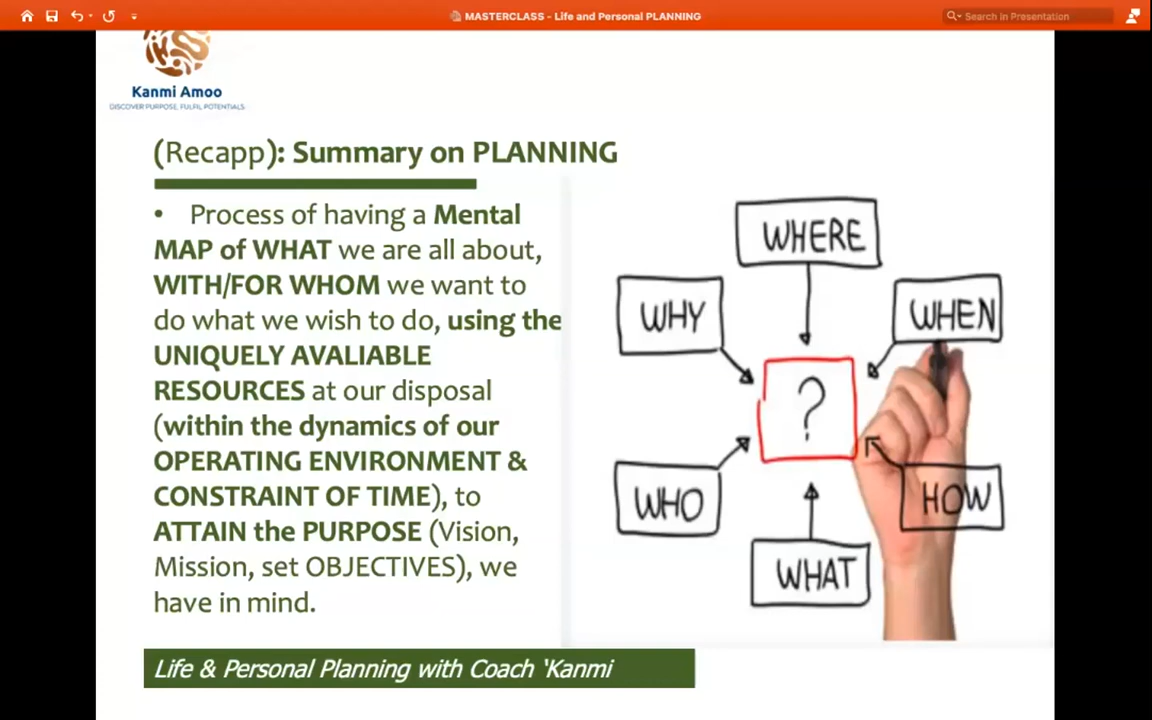 MASTERCLASS - Life and Personal PLANNING
Search in Presentation
Kanmi Amoo
DISCOVER PURPOSE, FULFIL POTENTIALS
(Recapp): Summary on PLANNING
• Process of having a Mental
MAP of WHAT we are all about,
WITH/FOR WHOM we want to
do what we wish to do, using the
UNIQUELY AVALIABLE
RESOURCES at our disposal
(within the dynamics of our
OPERATING ENVIRONMENT &
CONSTRAINT OF TIME), to
ATTAIN the PURPOSE (Vision,
Mission, set OBJECTIVES), we
have in mind.
WHERE
WHY
WHEN
?
WHO
HOW
WHAT
Life & Personal Planning with Coach ‘Kanmi